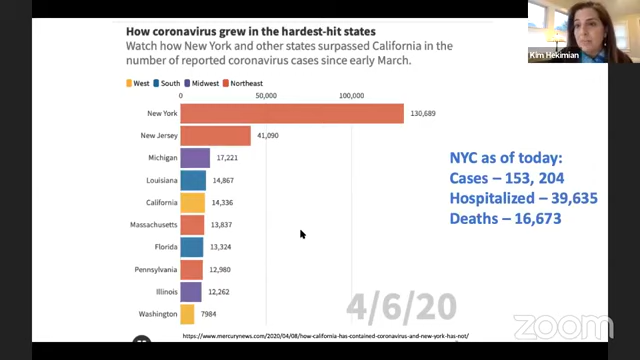 How coronavirus grew in the hardest-hit states
Watch how New York and other states surpassed California in the
number of reported coronavirus cases since early March.
West South Midwest Northeast
0 50,000 100,000
New York 130,689
New Jersey 41,090
Michigan 17,221
Louisiana 14,867
California 14,336
Massachusetts 13,837
Florida 13,324
Pennsylvania 12,980
Illinois 12,262
Washington 7984
4/6/20
https://www.mercurynews.com/2020/04/08/how-california-has-contained-coronavirus-and-new-york-has-not/
NYC as of today:
Cases – 153, 204
Hospitalized – 39,635
Deaths – 16,673
Kim Hekimian
zoom